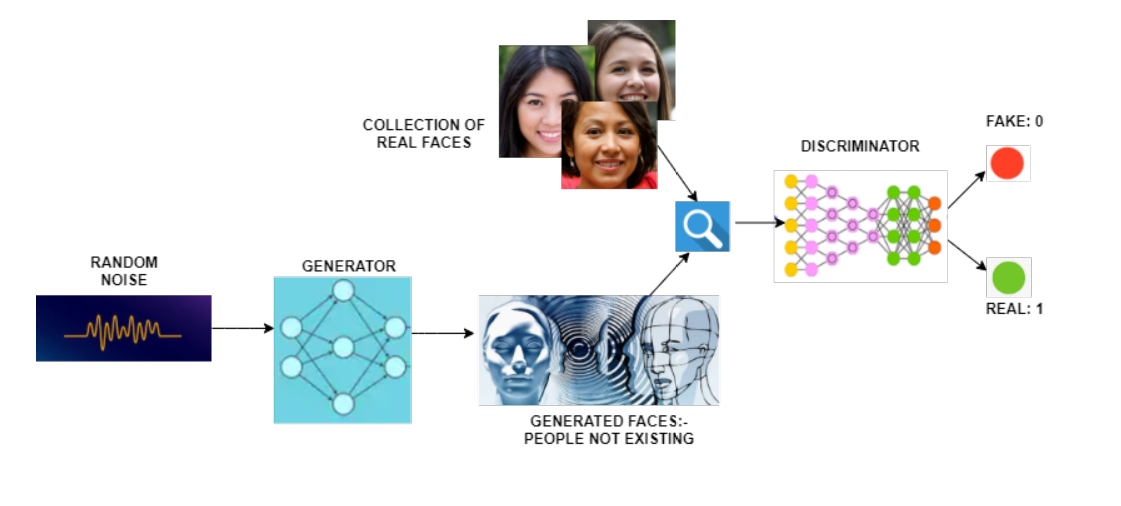 COLLECTION OF
REAL FACES
FAKE: 0
DISCRIMINATOR
RANDOM
NOISE
GENERATOR
REAL: 1
GENERATED FACES:-
PEOPLE NOT EXISTING